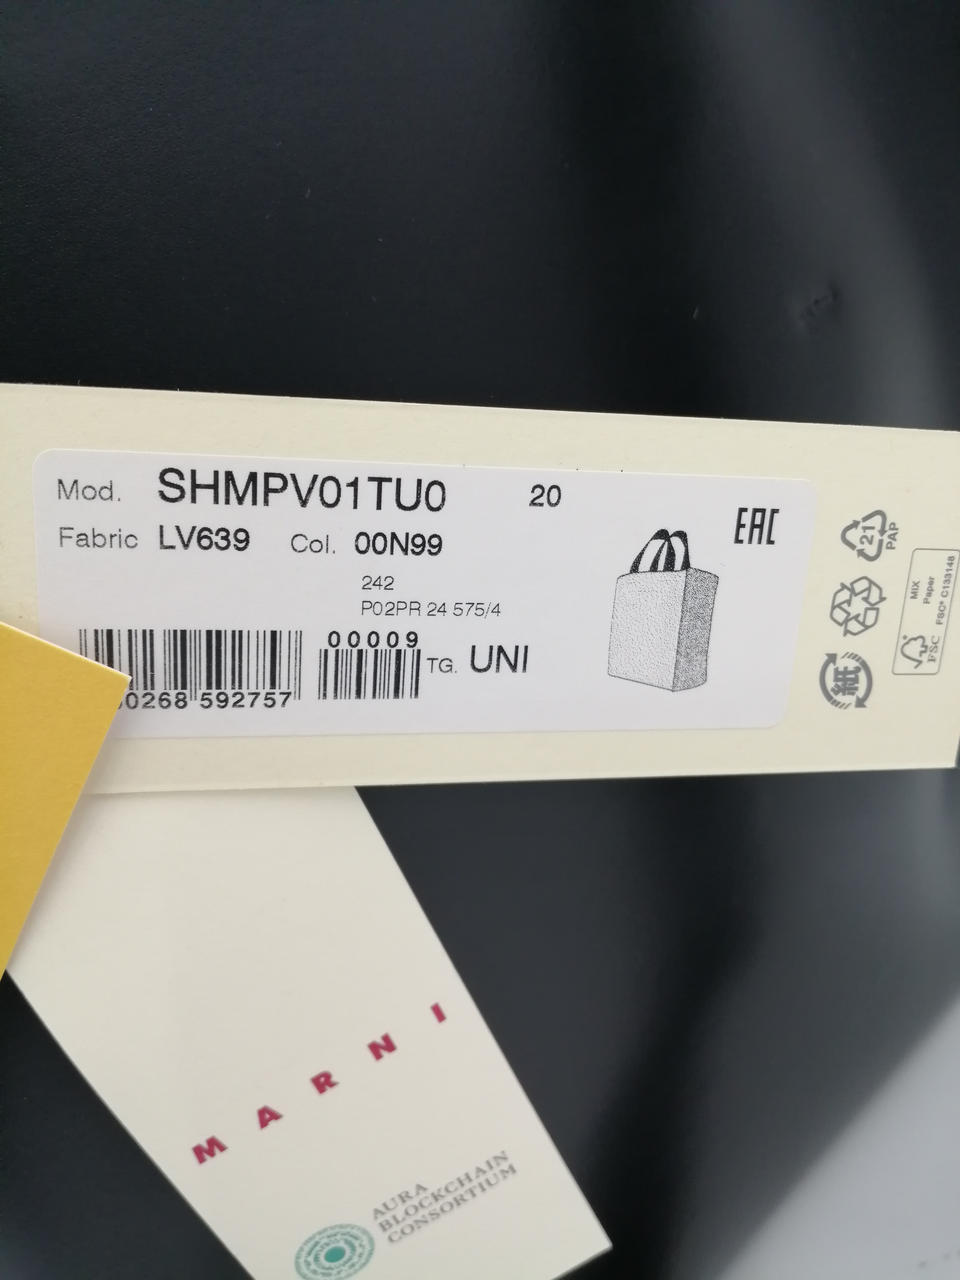 Mod. SHMPV01TU0 20
Fabric LV639 Col. 00N99
242
P02PR 24 575/4
00009
TG. UNI
0268 592757
EAC
21
PAP
MIX
Paper
FSC® C133148
FSC
紙
MARNI
AURA
BLOCKCHAIN
CONSORTIUM